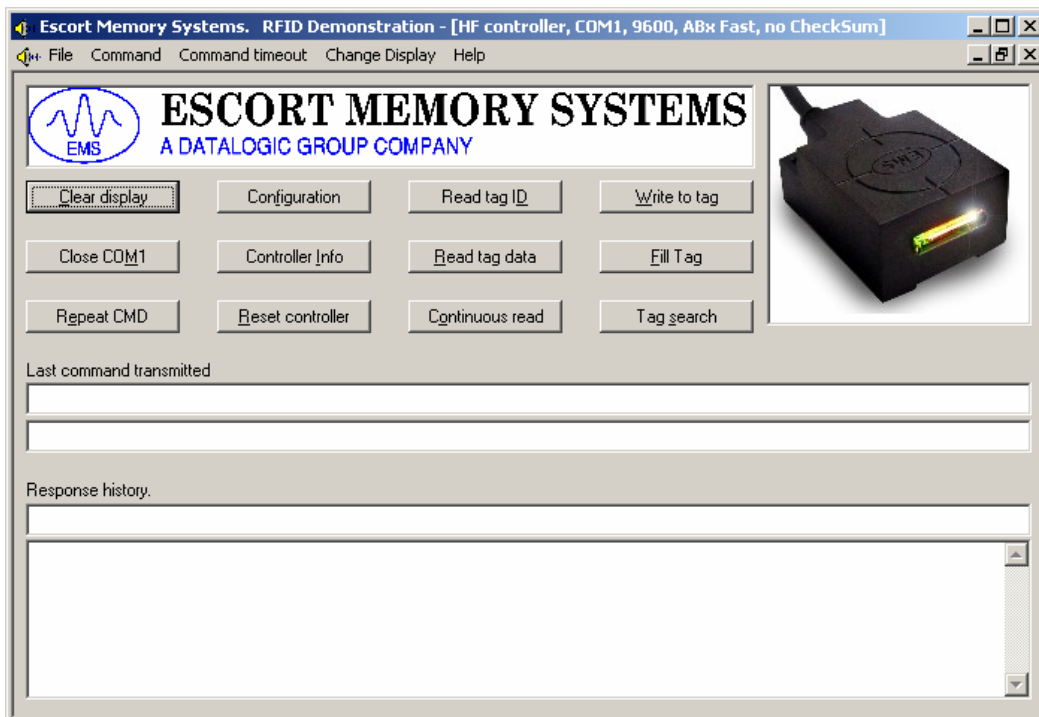 Escort Memory Systems.  RFID Demonstration - [HF controller, COM1, 9600, ABx Fast, no CheckSum]
File Command Command timeout Change Display Help
ESCORT MEMORY SYSTEMS
EMS
A DATALOGIC GROUP COMPANY
EMS
Clear display Configuration Read tag ID Write to tag
Close COM1 Controller Info Read tag data Fill Tag
Repeat CMD Reset controller Continuous read Tag search
Last command transmitted
Response history.